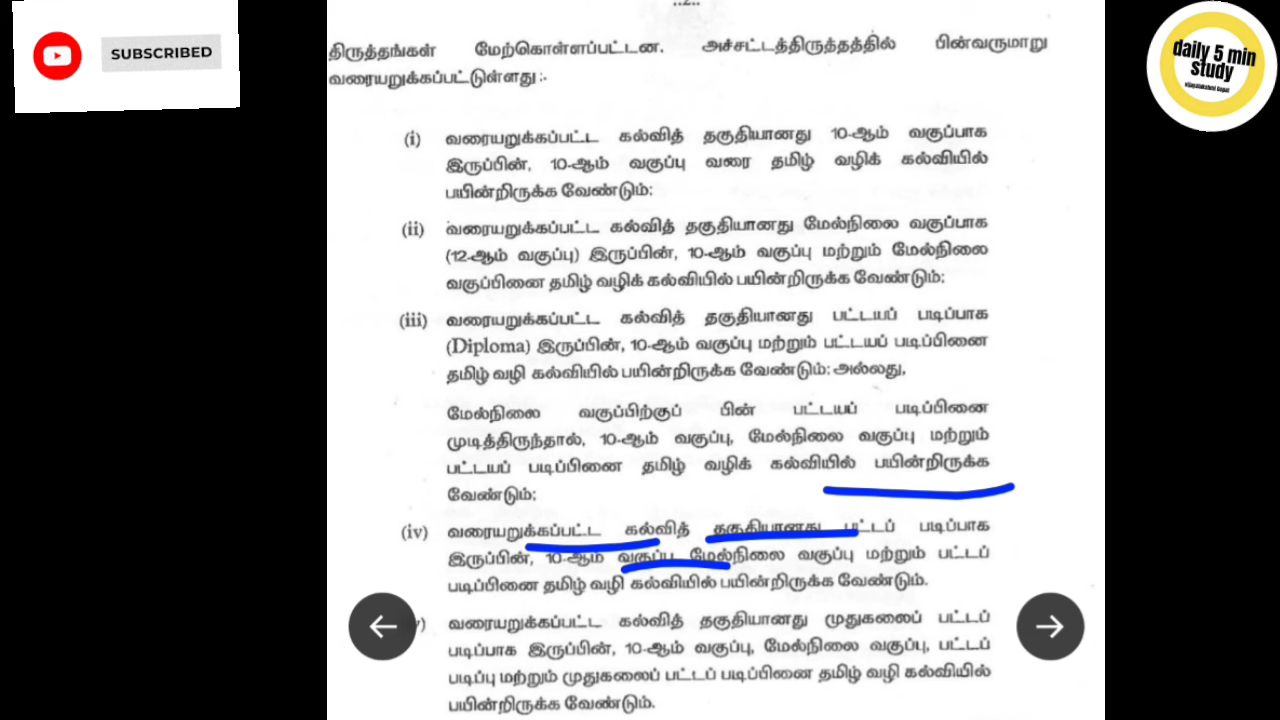 SUBSCRIBED
daily 5 min
study
..2..
திருத்தங்கள் மேற்கொள்ளப்பட்டன. அச்சட்டத்திருத்தத்தில் பின்வருமாறு
வரையறுக்கப்பட்டுள்ளது:-
(i) வரையறுக்கப்பட்ட கல்வித் தகுதியானது 10-ஆம் வகுப்பாக
இருப்பின், 10-ஆம் வகுப்பு வரை தமிழ் வழிக் கல்வியில்
பயின்றிருக்க வேண்டும்;
(ii) வரையறுக்கப்பட்ட கல்வித் தகுதியானது மேல்நிலை வகுப்பாக
(12-ஆம் வகுப்பு) இருப்பின், 10-ஆம் வகுப்பு மற்றும் மேல்நிலை
வகுப்பினை தமிழ் வழிக் கல்வியில் பயின்றிருக்க வேண்டும்;
(iii) வரையறுக்கப்பட்ட கல்வித் தகுதியானது பட்டயப் படிப்பாக
(Diploma) இருப்பின், 10-ஆம் வகுப்பு மற்றும் பட்டயப் படிப்பினை
தமிழ் வழி கல்வியில் பயின்றிருக்க வேண்டும்; அல்லது,
மேல்நிலை வகுப்பிற்குப் பின் பட்டயப் படிப்பினை
முடித்திருந்தால், 10-ஆம் வகுப்பு, மேல்நிலை வகுப்பு மற்றும்
பட்டயப் படிப்பினை தமிழ் வழிக் கல்வியில் பயின்றிருக்க
வேண்டும்;
(iv) வரையறுக்கப்பட்ட கல்வித் தகுதியானது பட்டப் படிப்பாக
இருப்பின், 10-ஆம் வகுப்பு மேல்நிலை வகுப்பு மற்றும் பட்டப்
படிப்பினை தமிழ் வழி கல்வியில் பயின்றிருக்க வேண்டும்.
வரையறுக்கப்பட்ட கல்வித் தகுதியானது முதுகலைப் பட்டப்
படிப்பாக இருப்பின், 10-ஆம் வகுப்பு, மேல்நிலை வகுப்பு, பட்டப்
படிப்பு மற்றும் முதுகலைப் பட்டப் படிப்பினை தமிழ் வழி கல்வியில்
பயின்றிருக்க வேண்டும்.